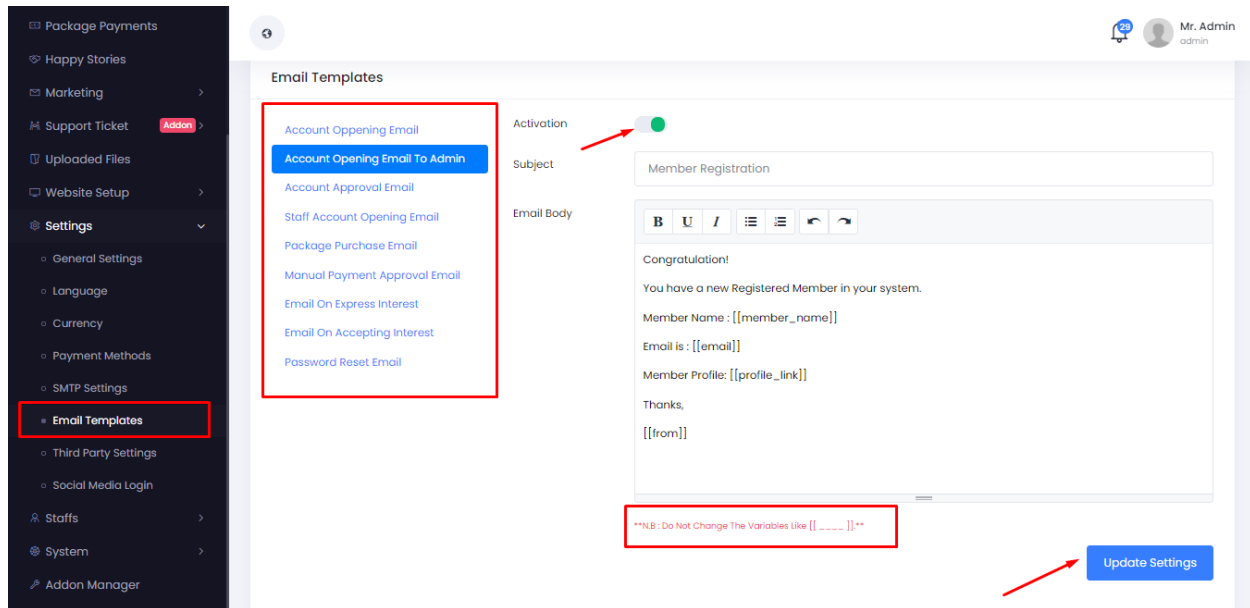 Package Payments
Happy Stories
Marketing
Support Ticket Addon
Uploaded Files
Website Setup
Settings
General Settings
Language
Currency
Payment Methods
SMTP Settings
Email Templates
Third Party Settings
Social Media Login
Staffs
System
Addon Manager
29
Mr. Admin
admin
Email Templates
Account Oppening Email
Account Opening Email To Admin
Account Approval Email
Staff Account Opening Email
Package Purchase Email
Manual Payment Approval Email
Email On Express Interest
Email On Accepting Interest
Password Reset Email
Activation
Subject
Member Registration
Email Body
B U I
Congratulation!
You have a new Registered Member in your system.
Member Name : [[member_name]]
Email is : [[email]]
Member Profile: [[profile_link]]
Thanks,
[[from]]
**N.B : Do Not Change The Variables Like [[ ____ ]].**
Update Settings